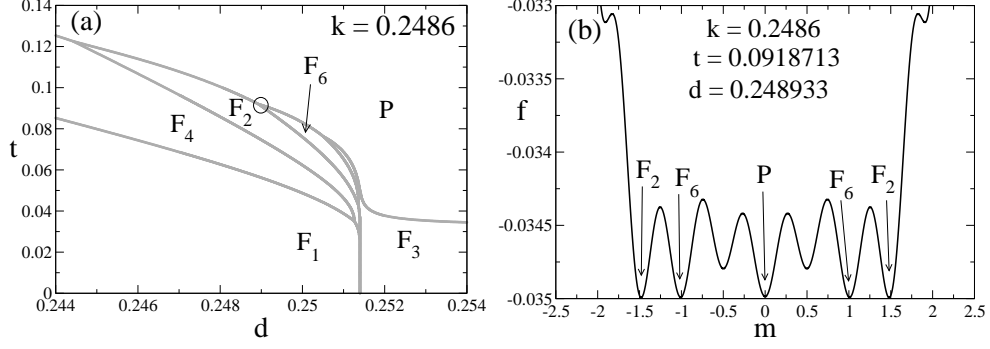 (a)
k = 0.2486
F6
F2
P
F4
F1
F3
t
0.14
0.12
0.1
0.08
0.06
0.04
0.02
0
0.244
0.246
0.248
0.25
0.252
0.254
d
(b)
k = 0.2486
t = 0.0918713
d = 0.248933
f
-0.033
-0.0335
-0.034
-0.0345
-0.035
F2
F6
P
F6
F2
-2.5
-2
-1.5
-1
-0.5
0
0.5
1
1.5
2
2.5
m